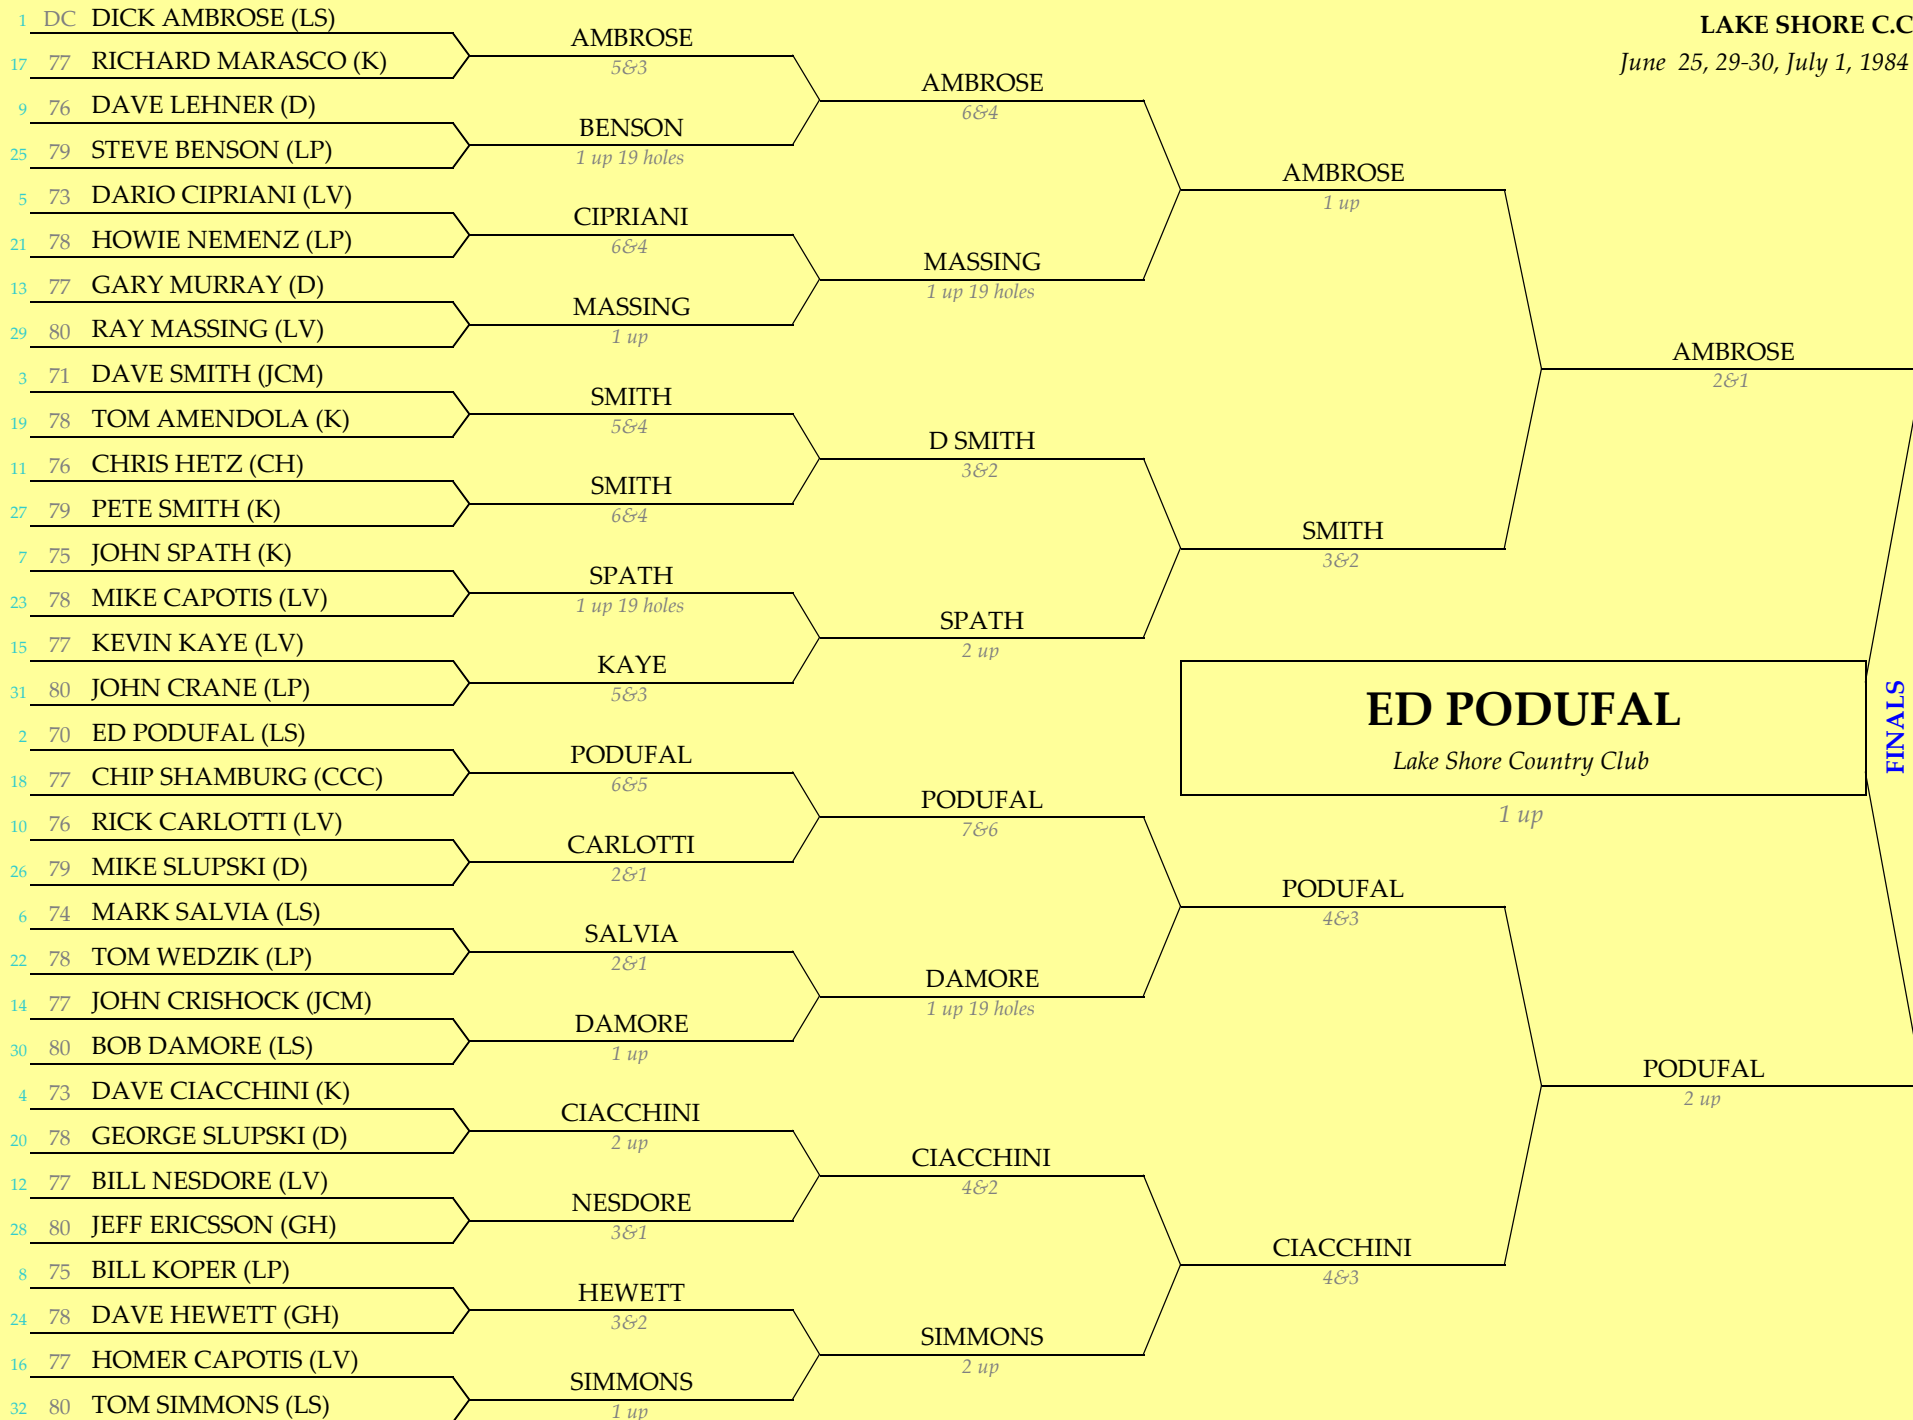 LAKE SHORE C.C
June 25, 29-30, July 1, 1984
1 DC DICK AMBROSE (LS)
17 77 RICHARD MARASCO (K)
9 76 DAVE LEHNER (D)
25 79 STEVE BENSON (LP)
5 73 DARIO CIPRIANI (LV)
21 78 HOWIE NEMENZ (LP)
13 77 GARY MURRAY (D)
29 80 RAY MASSING (LV)
3 71 DAVE SMITH (JCM)
19 78 TOM AMENDOLA (K)
11 76 CHRIS HETZ (CH)
27 79 PETE SMITH (K)
7 75 JOHN SPATH (K)
23 78 MIKE CAPOTIS (LV)
15 77 KEVIN KAYE (LV)
31 80 JOHN CRANE (LP)
2 70 ED PODUFAL (LS)
18 77 CHIP SHAMBURG (CCC)
10 76 RICK CARLOTTI (LV)
26 79 MIKE SLUPSKI (D)
6 74 MARK SALVIA (LS)
22 78 TOM WEDZIK (LP)
14 77 JOHN CRISHOCK (JCM)
30 80 BOB DAMORE (LS)
4 73 DAVE CIACCHINI (K)
20 78 GEORGE SLUPSKI (D)
12 77 BILL NESDORE (LV)
28 80 JEFF ERICSSON (GH)
8 75 BILL KOPER (LP)
24 78 DAVE HEWETT (GH)
16 77 HOMER CAPOTIS (LV)
32 80 TOM SIMMONS (LS)
AMBROSE
5&3
BENSON
1 up 19 holes
CIPRIANI
6&4
MASSING
1 up
SMITH
5&4
SMITH
6&4
SPATH
1 up 19 holes
KAYE
5&3
PODUFAL
6&5
CARLOTTI
2&1
SALVIA
2&1
DAMORE
1 up
CIACCHINI
2 up
NESDORE
3&1
HEWETT
3&2
SIMMONS
1 up
AMBROSE
6&4
MASSING
1 up 19 holes
D SMITH
3&2
SPATH
2 up
PODUFAL
7&6
DAMORE
1 up 19 holes
CIACCHINI
4&2
SIMMONS
2 up
AMBROSE
1 up
SMITH
3&2
PODUFAL
4&3
CIACCHINI
4&3
AMBROSE
2&1
PODUFAL
2 up
ED PODUFAL
Lake Shore Country Club
1 up
FINALS